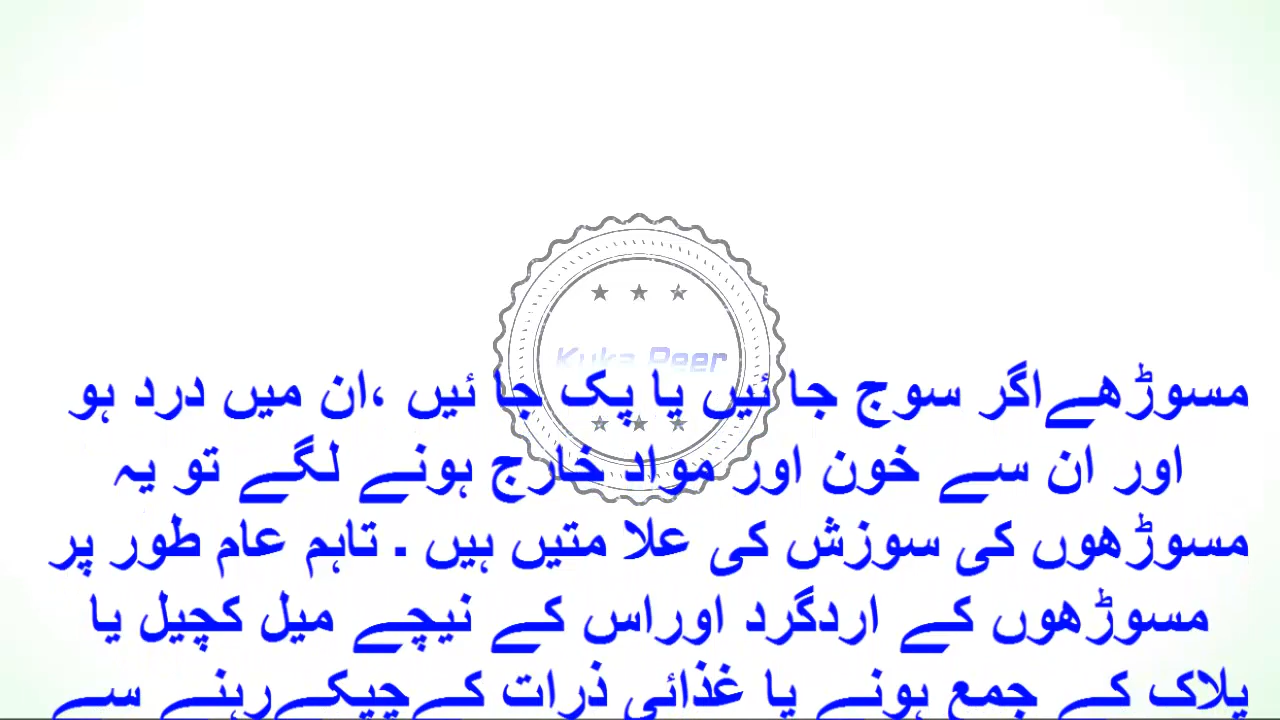 Kuka Peer
مسوڑھےاگر سوج جا ئیں یا پک جا ئیں ،ان میں درد ہو
اور ان سے خون اور مواد خارج ہونے لگے تو یہ
مسوڑھوں کی سوزش کی علا متیں ہیں ۔ تاہم عام طور پر
مسوڑھوں کے اردگرد اوراس کے نیچے میل کچیل یا
پلاک کے جمع ہونے یا غذائی ذرات کےچپکےرہنے سے